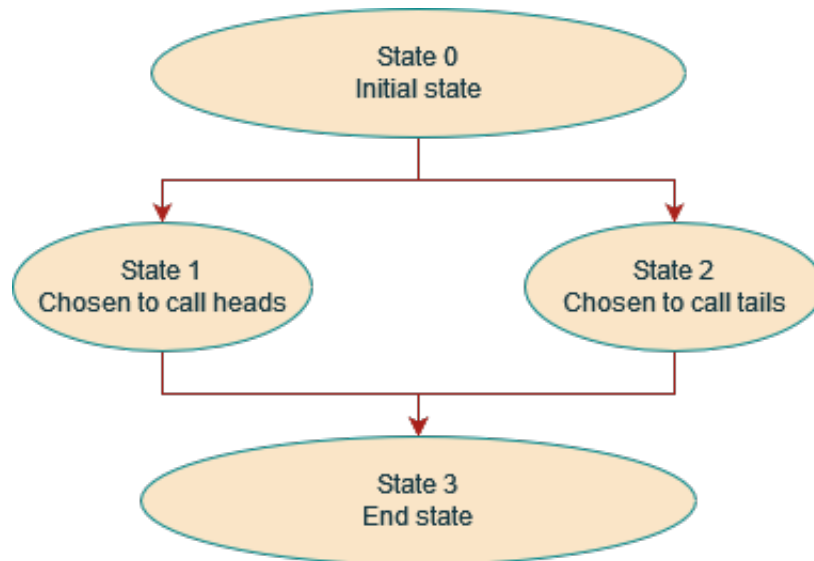 State 0
Initial state
State 1
Chosen to call heads
State 2
Chosen to call tails
State 3
End state